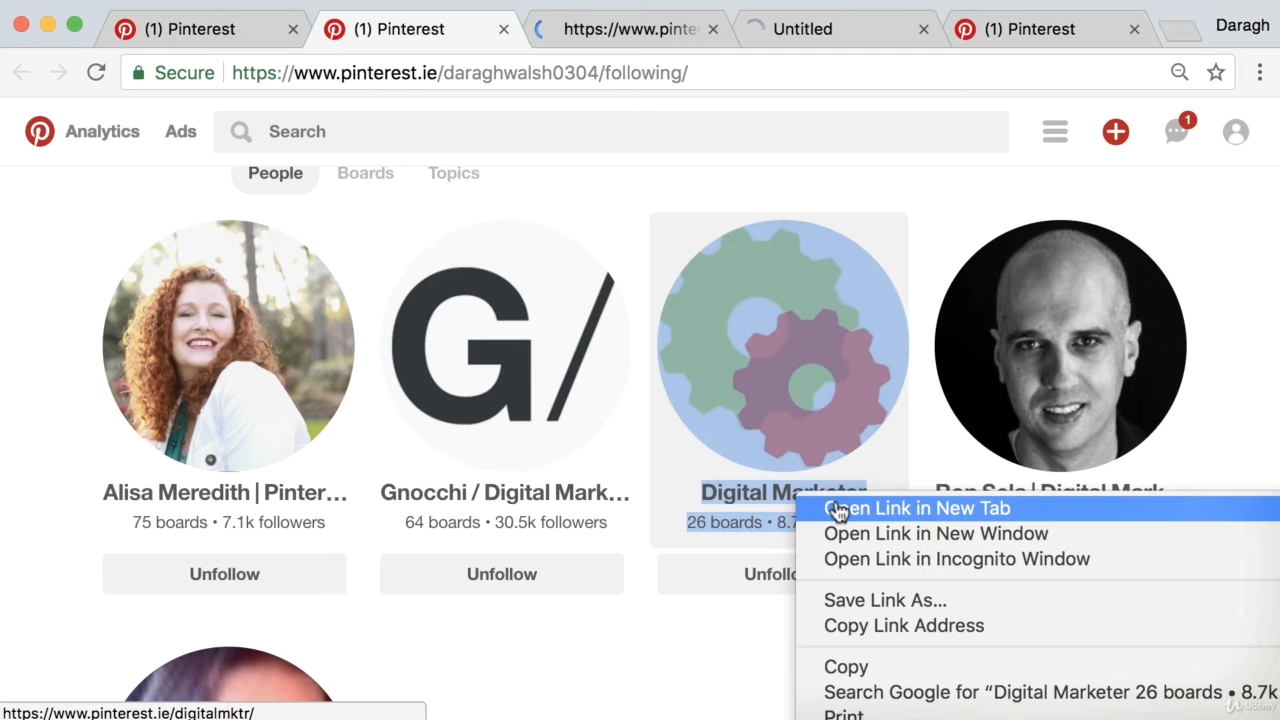 (1) Pinterest
(1) Pinterest
https://www.pinte
Untitled
(1) Pinterest
Daragh
Secure
https://www.pinterest.ie/daraghwalsh0304/following/
Analytics
Ads
Search
1
People
Boards
Topics
G/
Alisa Meredith | Pinter...
Gnocchi / Digital Mark...
Digital Marketer
75 boards • 7.1k followers
64 boards • 30.5k followers
26 boards • 8.7
Unfollow
Unfollow
Unfollo
Open Link in New Tab
Open Link in New Window
Open Link in Incognito Window
Save Link As...
Copy Link Address
Copy
Search Google for “Digital Marketer 26 boards • 8.7k
Print
https://www.pinterest.ie/digitalmktr/
Udemy